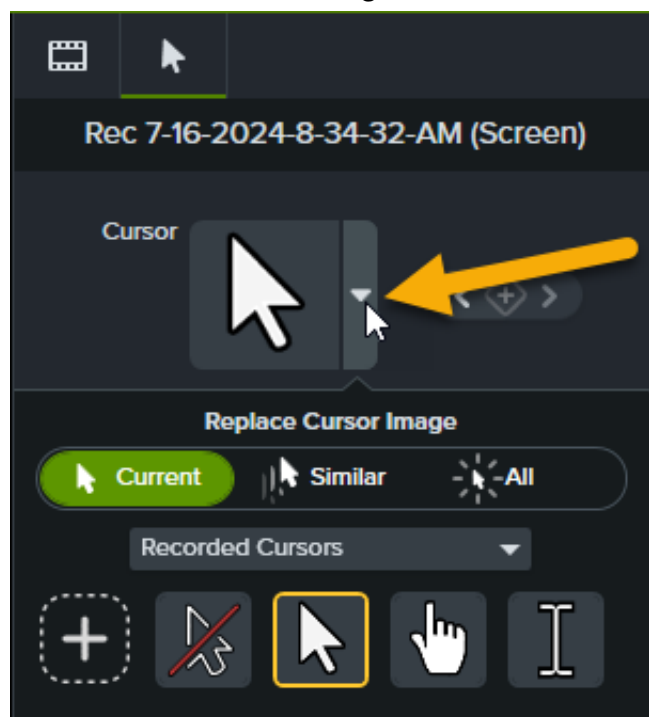 Rec 7-16-2024-8-34-32-AM (Screen)
Cursor
Replace Cursor Image
Current Similar All
Recorded Cursors